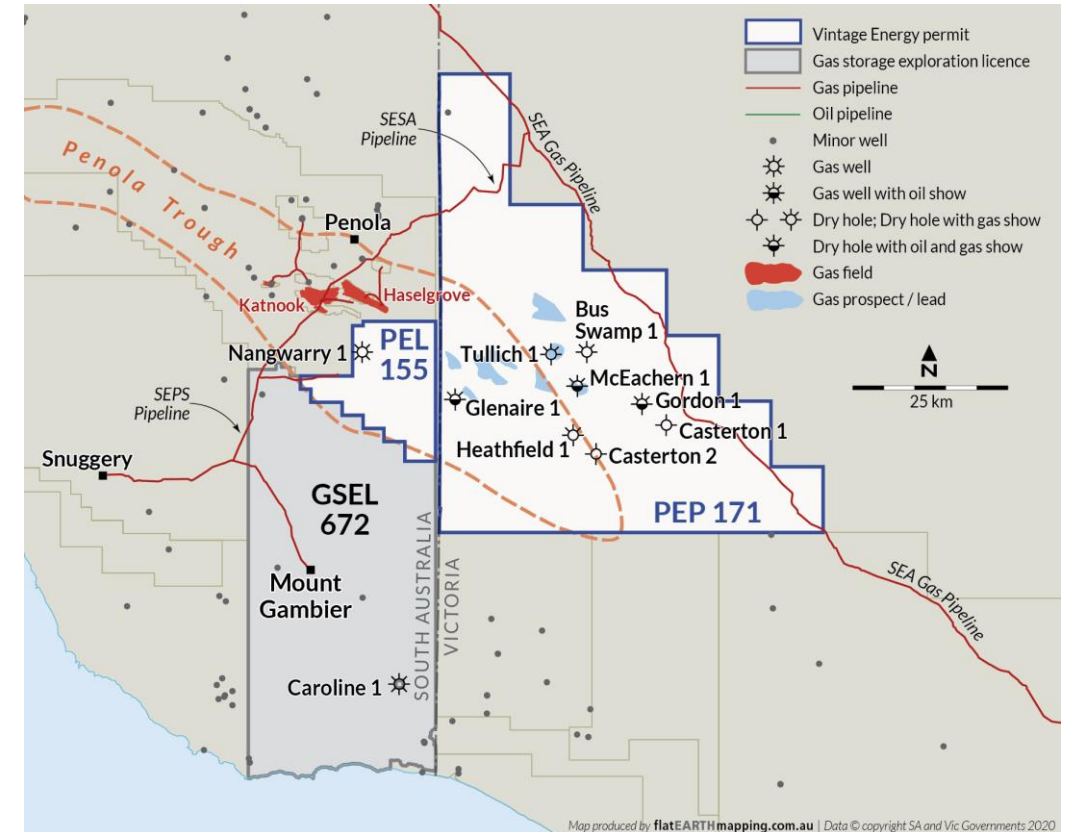 Vintage Energy permit
Gas storage exploration licence
Gas pipeline
Oil pipeline
Minor well
Gas well
Gas well with oil show
Dry hole; Dry hole with gas show
Dry hole with oil and gas show
Gas field
Gas prospect / lead
N
25 km
SESA
Pipeline
SEA Gas Pipeline
Penola Trough
Penola
Katnook
Haselgrove
Bus
Swamp 1
Nangwarry 1
PEL
155
Tullich 1
McEachern 1
Glenaire 1
Gordon 1
Casterton 1
SEPS
Pipeline
Heathfield 1
Casterton 2
Snuggery
GSEL
672
PEP 171
SOUTH AUSTRALIA
VICTORIA
Mount
Gambier
SEA Gas Pipeline
Caroline 1
Map produced by flatEARTHmapping.com.au | Data © copyright SA and Vic Governments 2020